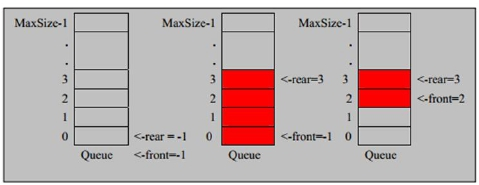 MaxSize-1
.
.
3
2
1
0
<-rear = -1
<-front=-1
Queue
MaxSize-1
.
.
3
2
1
0
<-rear=3
<-front=-1
Queue
MaxSize-1
.
.
3
2
1
0
<-rear=3
<-front=2
Queue